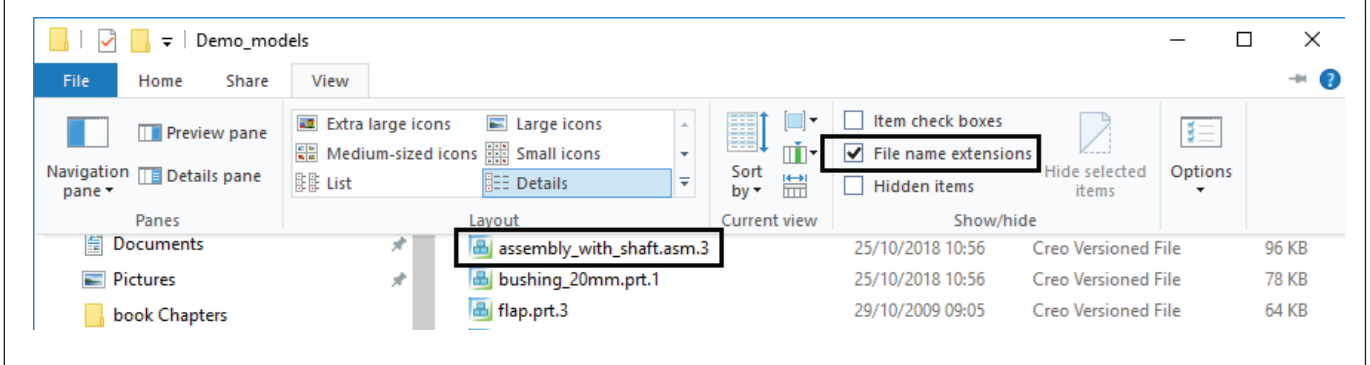 Demo_models
File Home Share View
Preview pane
Details pane
Navigation pane
Panes
Extra large icons Large icons
Medium-sized icons Small icons
List Details
Layout
Sort by
Current view
Item check boxes
File name extensions
Hidden items
Hide selected items
Show/hide
Options
Documents
Pictures
book Chapters
assembly_with_shaft.asm.3 25/10/2018 10:56 Creo Versioned File 96 KB
bushing_20mm.prt.1 25/10/2018 10:56 Creo Versioned File 78 KB
flap.prt.3 29/10/2009 09:05 Creo Versioned File 64 KB